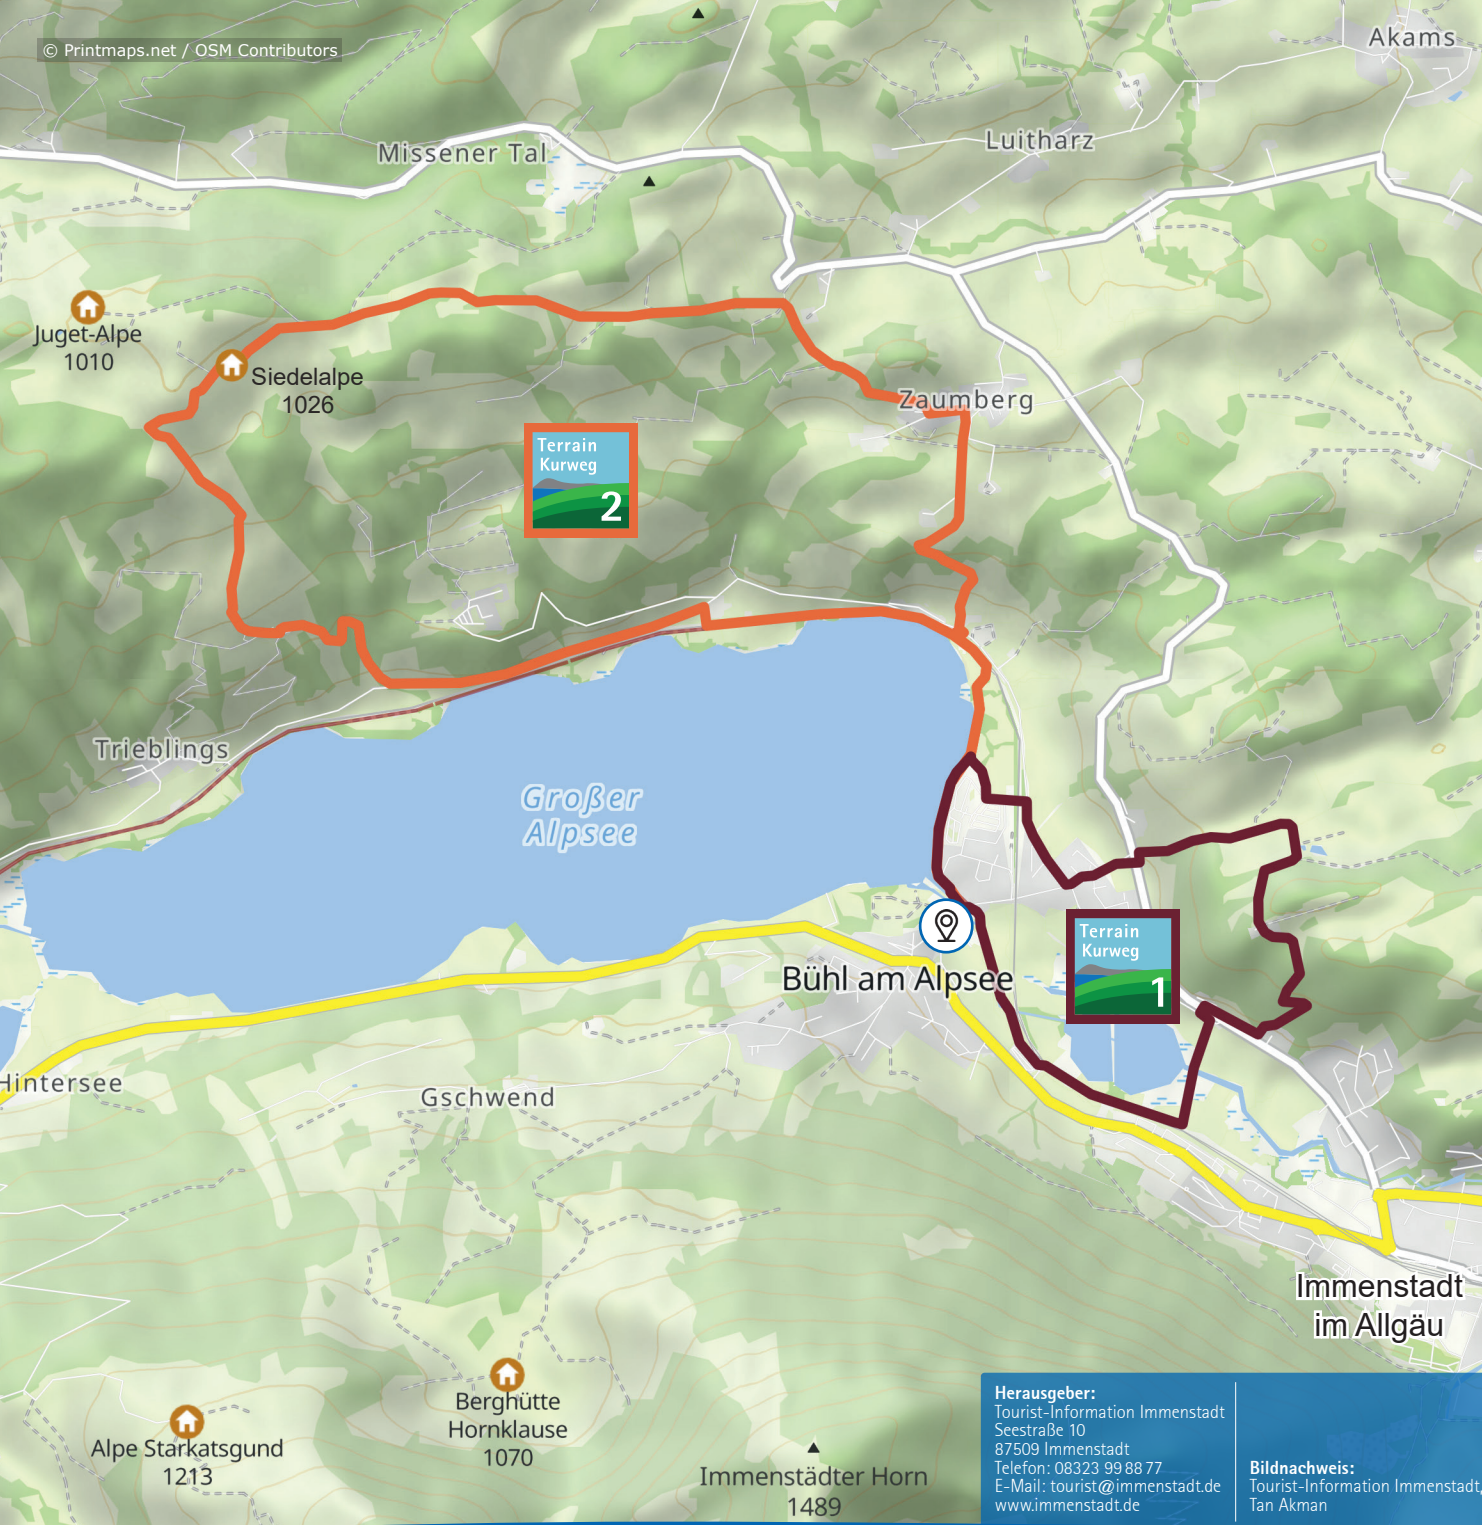 © Printmaps.net / OSM Contributors
Akams
Luitharz
Missener Tal
Juget-Alpe
1010
Siedelalpe
1026
Zaumberg
Terrain
Kurweg
2
Trieblings
Großer
Alpsee
Terrain
Kurweg
1
Bühl am Alpsee
Hintersee
Gschwend
Immenstadt
im Allgäu
Berghütte
Hornklause
1070
Alpe Starkatsgund
1213
Immenstädter Horn
1489
Herausgeber:
Tourist-Information Immenstadt
Seestraße 10
87509 Immenstadt
Telefon: 08323 99 88 77
E-Mail: tourist@immenstadt.de
www.immenstadt.de
Bildnachweis:
Tourist-Information Immenstadt,
Tan Akman